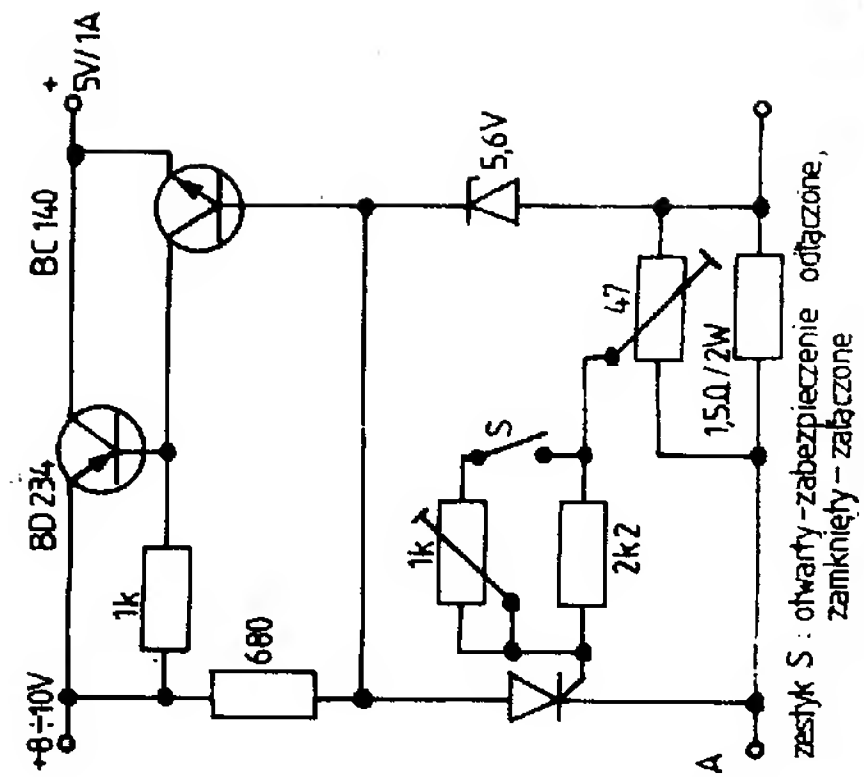 +8÷10V
BD 234
BC 140
+
5V/1A
1k
680
1k
S
2k2
47
5,6V
1,5Ω/2W
A
zestyk S : otwarty-zabezpieczenie odłączone,
zamknięty – załączone